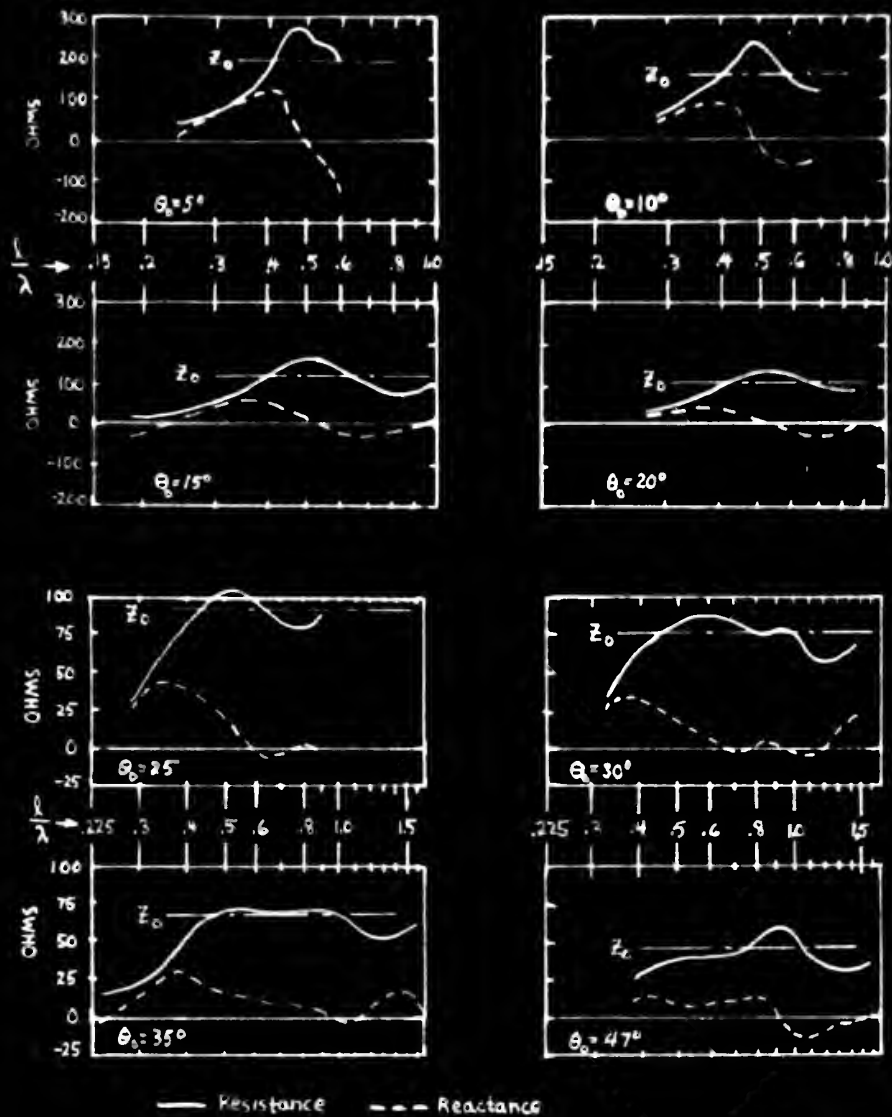 300 200 100 0 -100 -200
OHMS
Z₀
θ₀=5°
Z₀
θ₀=10°
l/λ → .15 .2 .3 .4 .5 .6 .8 1.0
.15 .2 .3 .4 .5 .6 .8 1.0
300 200 100 0 -100 -200
OHMS
Z₀
θ₀=15°
Z₀
θ₀=20°
100 75 50 25 0 -25
OHMS
Z₀
θ₀=25
Z₀
θ₀=30°
l/λ → .225 .3 .4 .5 .6 .8 1.0 1.5
.225 .3 .4 .5 .6 .8 1.0 1.5
100 75 50 25 0 -25
OHMS
Z₀
θ₀=35°
Z₀
θ₀=47°
Resistance Reactance